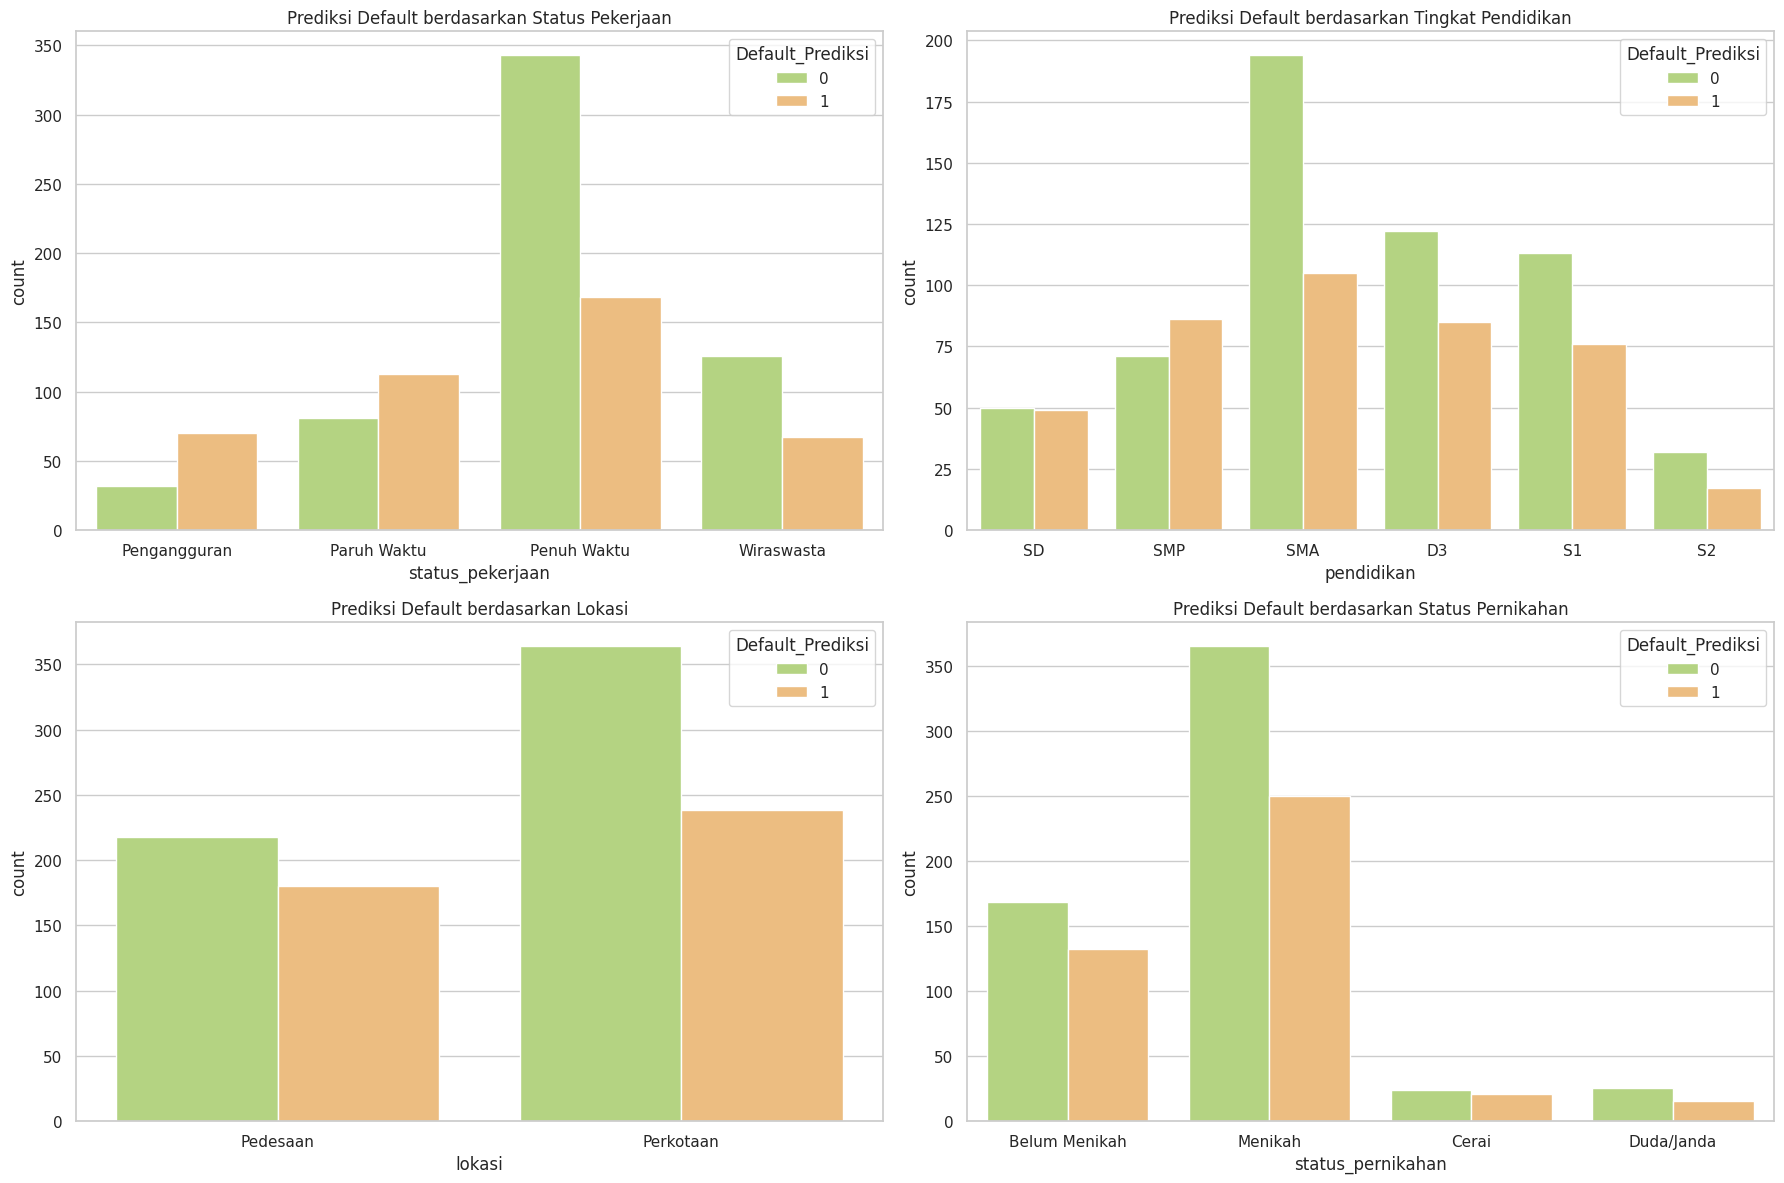 Prediksi Default berdasarkan Status Pekerjaan
350
300
250
200
150
100
50
0
count
Default_Prediksi
0
1
Pengangguran Paruh Waktu Penuh Waktu Wiraswasta
status_pekerjaan
Prediksi Default berdasarkan Tingkat Pendidikan
200
175
150
125
100
75
50
25
0
count
Default_Prediksi
0
1
SD SMP SMA D3 S1 S2
pendidikan
Prediksi Default berdasarkan Lokasi
350
300
250
200
150
100
50
0
count
Default_Prediksi
0
1
Pedesaan Perkotaan
lokasi
Prediksi Default berdasarkan Status Pernikahan
350
300
250
200
150
100
50
0
count
Default_Prediksi
0
1
Belum Menikah Menikah Cerai Duda/Janda
status_pernikahan